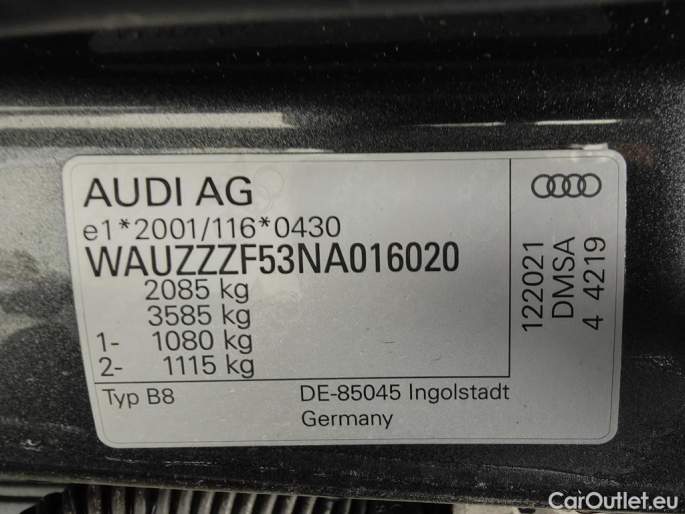 AUDI AG
e1*2001/116*0430
WAUZZZF53NA016020
2085 kg
3585 kg
1- 1080 kg
2- 1115 kg
Typ B8
DE-85045 Ingolstadt
Germany
122021
DMSA
4 4219
CarOutlet.eu